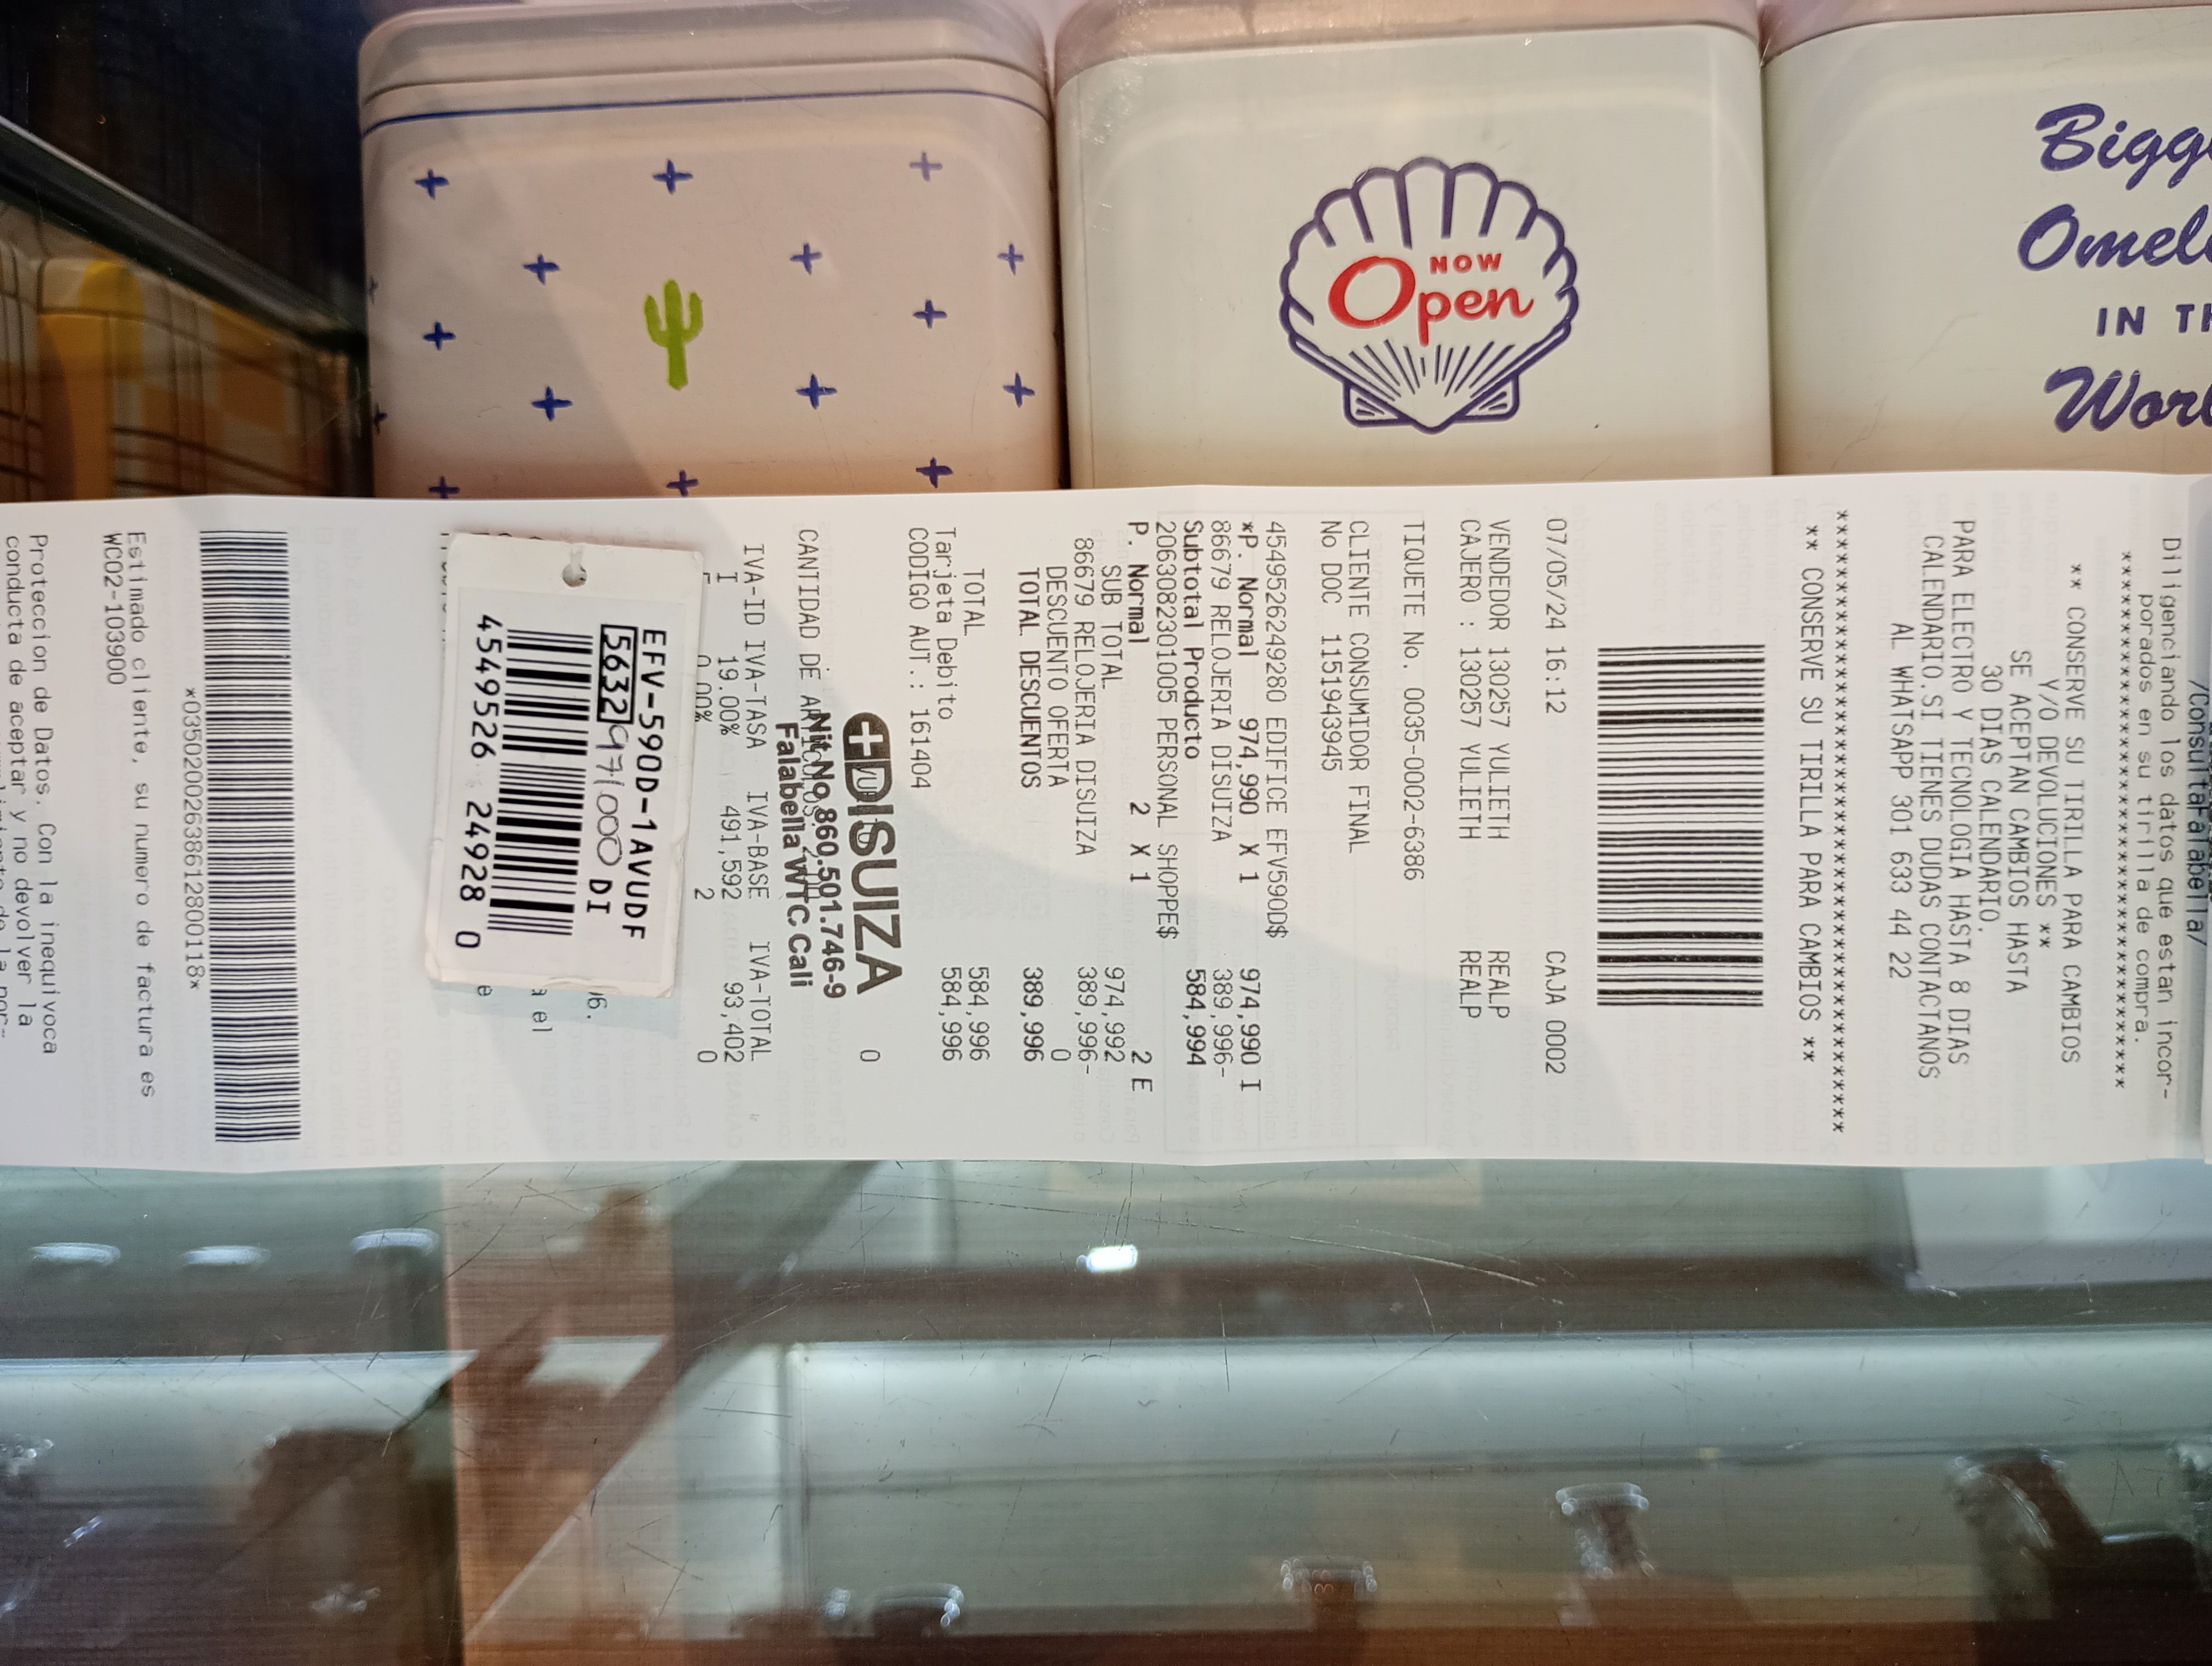 NOW
Open
Bigg
Omel
IN TH
Worl
/ConsultaFalabella/
Diligenciando los datos que estan incor-
porados en su tirilla de compra.
****************************************
** CONSERVE SU TIRILLA PARA CAMBIOS
Y/O DEVOLUCIONES **
SE ACEPTAN CAMBIOS HASTA
30 DIAS CALENDARIO.
PARA ELECTRO Y TECNOLOGIA HASTA 8 DIAS
CALENDARIO.SI TIENES DUDAS CONTACTANOS
AL WHATSAPP 301 633 44 22
****************************************
** CONSERVE SU TIRILLA PARA CAMBIOS **
07/05/24 16:12 CAJA 0002
VENDEDOR 130257 YULIETH REALP
CAJERO : 130257 YULIETH REALP
TIQUETE No. 0035-0002-6386
CLIENTE CONSUMIDOR FINAL
No DOC 1151943945
4549526249280 EDIFICE EFV590D$
*P. Normal 974,990 X 1 974,990 I
86679 RELOJERIA DISUIZA 389,996-
Subtotal Producto 584,994
2063082301005 PERSONAL SHOPPE$
P. Normal 2 X 1 2 E
SUB TOTAL 974,992
86679 RELOJERIA DISUIZA 389,996-
DESCUENTO OFERTA 0
TOTAL DESCUENTOS 389,996
TOTAL 584,996
Tarjeta Debito 584,996
CODIGO AUT.: 161404
0
DISUIZA
Nit. No. 860.501.746-9
Falabella WTC Cali
CANTIDAD DE ARTICULOS: 2
IVA-ID IVA-TASA IVA-BASE IVA-TOTAL
I 19.00% 491,592 93,402
E 0.00% 2 0
EFV-590D-1AVUDF
5632 971000 DI
4549526 24928 0
*035020026386128001​18*
Estimado cliente, su numero de factura es
WC02-103900
Proteccion de Datos. Con la inequivoca
conducta de aceptar y no devolver la